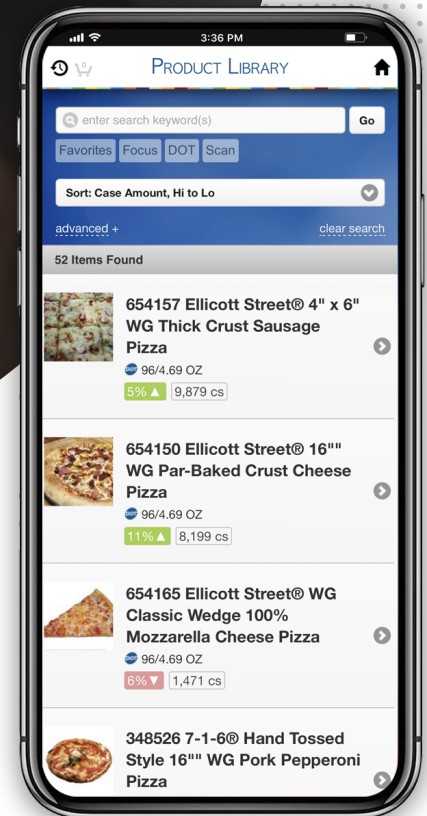 3:36 PM
0
PRODUCT LIBRARY
enter search keyword(s)
Go
Favorites
Focus
DOT
Scan
Sort: Case Amount, Hi to Lo
advanced +
clear search
52 Items Found
654157 Ellicott Street® 4" x 6"
WG Thick Crust Sausage
Pizza
DOT 96/4.69 OZ
5% ▲ 9,879 cs
654150 Ellicott Street® 16""
WG Par-Baked Crust Cheese
Pizza
DOT 96/4.69 OZ
11% ▲ 8,199 cs
654165 Ellicott Street® WG
Classic Wedge 100%
Mozzarella Cheese Pizza
DOT 96/4.69 OZ
6% ▼ 1,471 cs
348526 7-1-6® Hand Tossed
Style 16"" WG Pork Pepperoni
Pizza